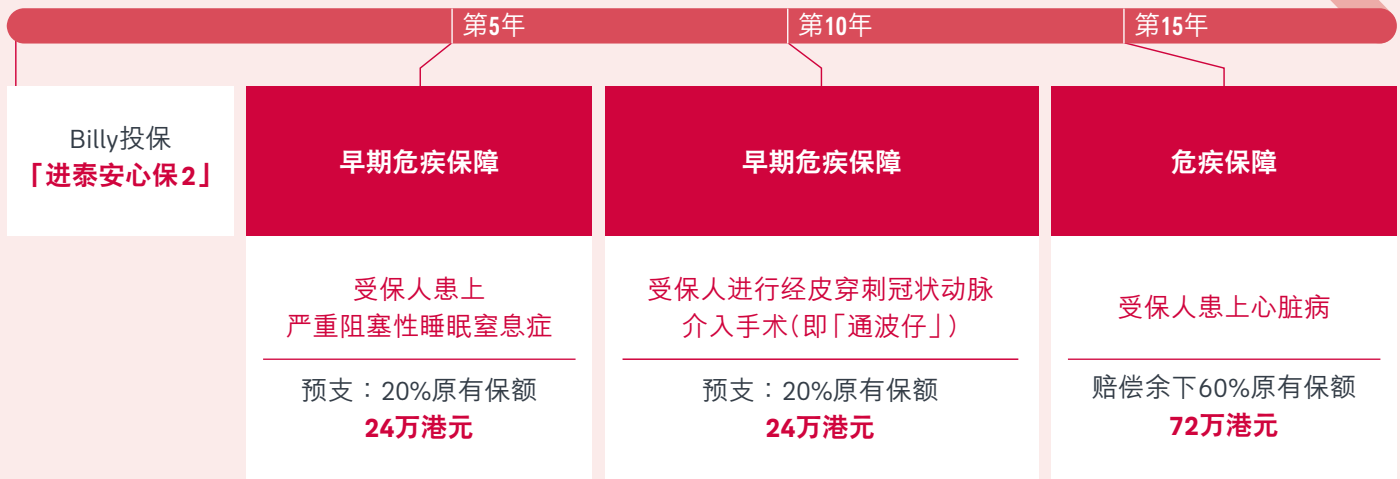 第5年
第10年
第15年
Billy投保
「进泰安心保2」
早期危疾保障
受保人患上
严重阻塞性睡眠窒息症
预支：20%原有保额
24万港元
早期危疾保障
受保人进行经皮穿刺冠状动脉
介入手术(即「通波仔」)
预支：20%原有保额
24万港元
危疾保障
受保人患上心脏病
赔偿余下60%原有保额
72万港元